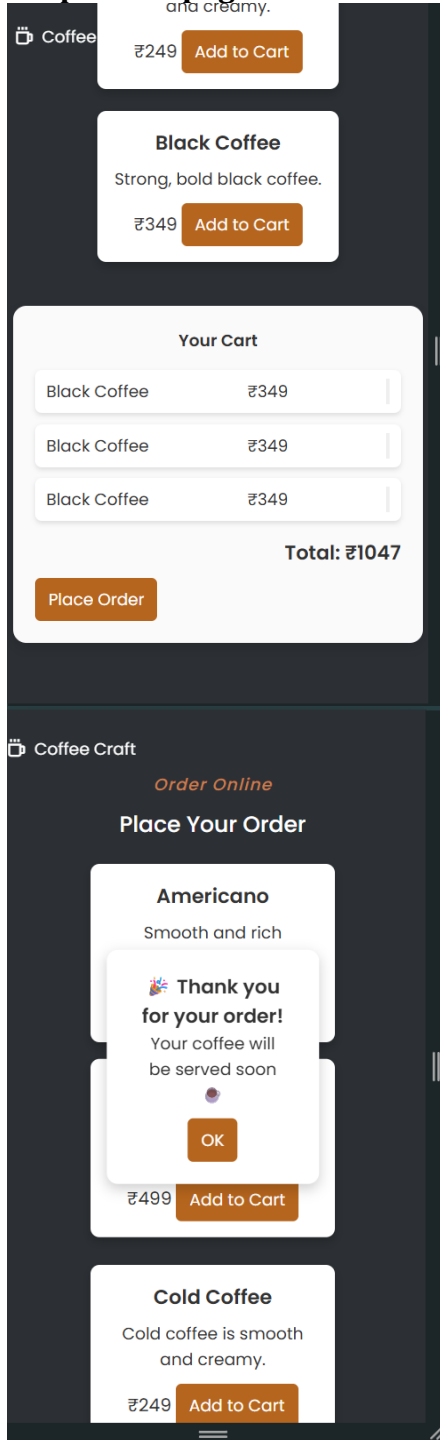 and creamy.
Coffee
₹249 Add to Cart
Black Coffee
Strong, bold black coffee.
₹349 Add to Cart
Your Cart
Black Coffee ₹349
Black Coffee ₹349
Black Coffee ₹349
Total: ₹1047
Place Order
Coffee Craft
Order Online
Place Your Order
Americano
Smooth and rich
🎉 Thank you
for your order!
Your coffee will
be served soon
☕
OK
₹499 Add to Cart
Cold Coffee
Cold coffee is smooth
and creamy.
₹249 Add to Cart